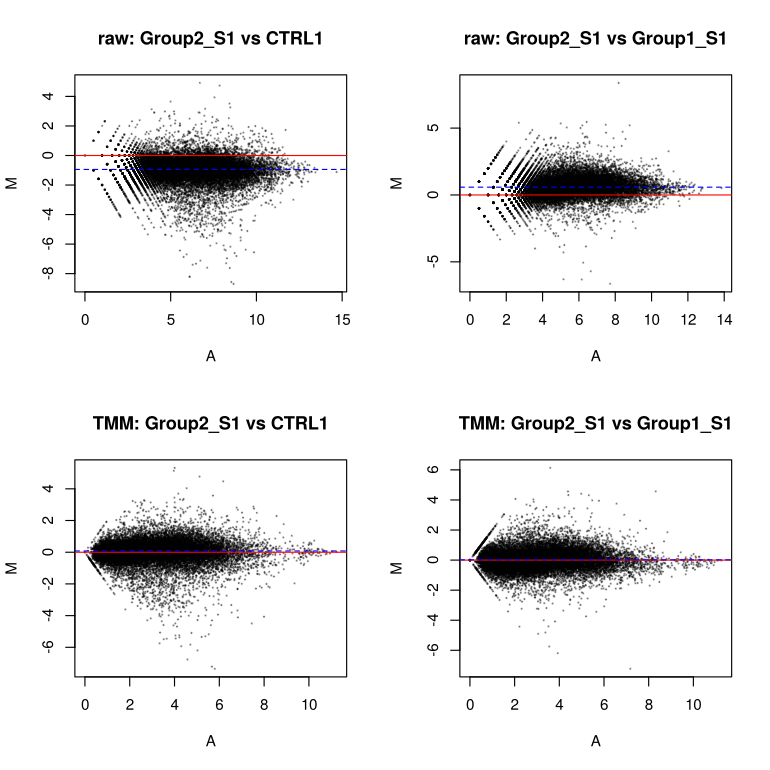 raw: Group2_S1 vs CTRL1
M
4
2
0
-2
-4
-6
-8
0 5 10 15
A
raw: Group2_S1 vs Group1_S1
M
5
0
-5
0 2 4 6 8 10 12 14
A
TMM: Group2_S1 vs CTRL1
M
4
2
0
-2
-4
-6
0 2 4 6 8 10
A
TMM: Group2_S1 vs Group1_S1
M
6
4
2
0
-2
-4
-6
0 2 4 6 8 10
A